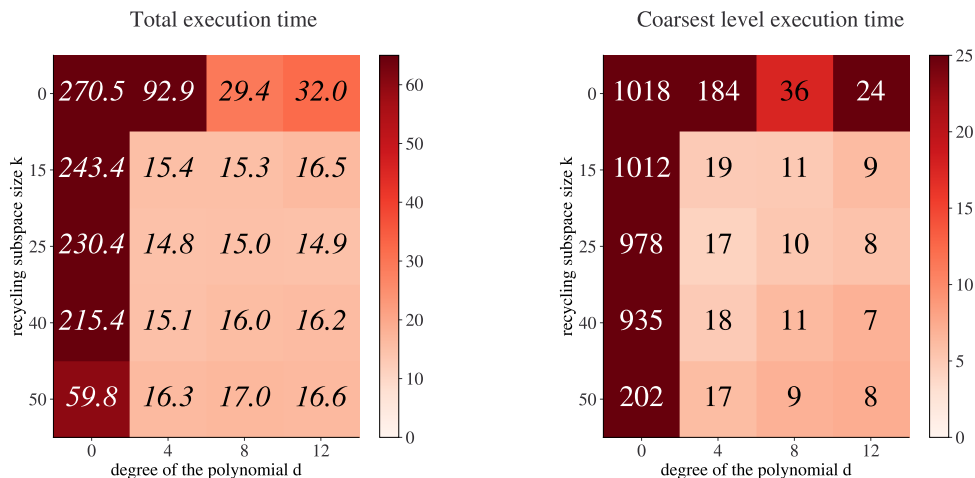 Total execution time
270.5 92.9 29.4 32.0
243.4 15.4 15.3 16.5
230.4 14.8 15.0 14.9
215.4 15.1 16.0 16.2
59.8 16.3 17.0 16.6
0
15
25
40
50
recycling subspace size k
0 4 8 12
degree of the polynomial d
60
50
40
30
20
10
0
Coarsest level execution time
1018 184 36 24
1012 19 11 9
978 17 10 8
935 18 11 7
202 17 9 8
0
15
25
40
50
recycling subspace size k
0 4 8 12
degree of the polynomial d
25
20
15
10
5
0